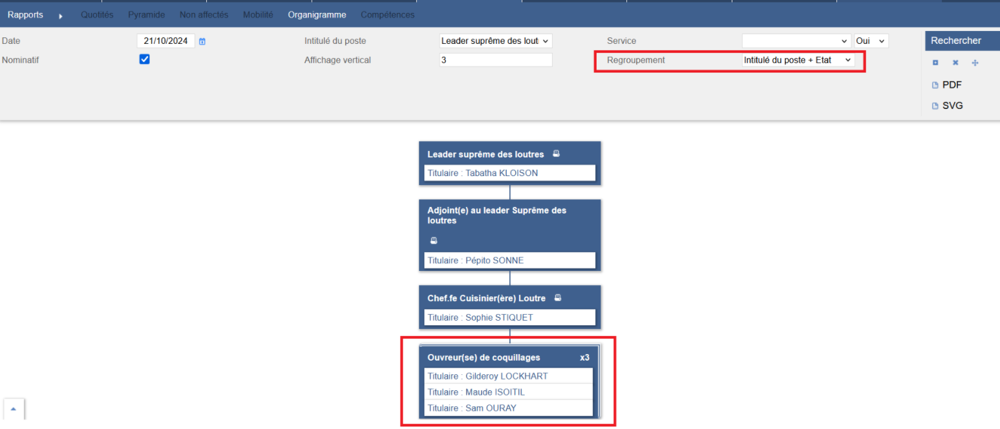 Rapports Quotités Pyramide Non affectés Mobilité Organigramme Compétences
Date 21/10/2024 Intitulé du poste Leader suprême des lout Service Oui Rechercher
Nominatif Affichage vertical 3 Regroupement Intitulé du poste + Etat
PDF
SVG
Leader suprême des loutres
Titulaire : Tabatha KLOISON
Adjoint(e) au leader Suprême des
loutres
Titulaire : Pépito SONNE
Chef.fe Cuisinier(ère) Loutre
Titulaire : Sophie STIQUET
Ouvreur(se) de coquillages x3
Titulaire : Gilderoy LOCKHART
Titulaire : Maude ISOITIL
Titulaire : Sam OURAY